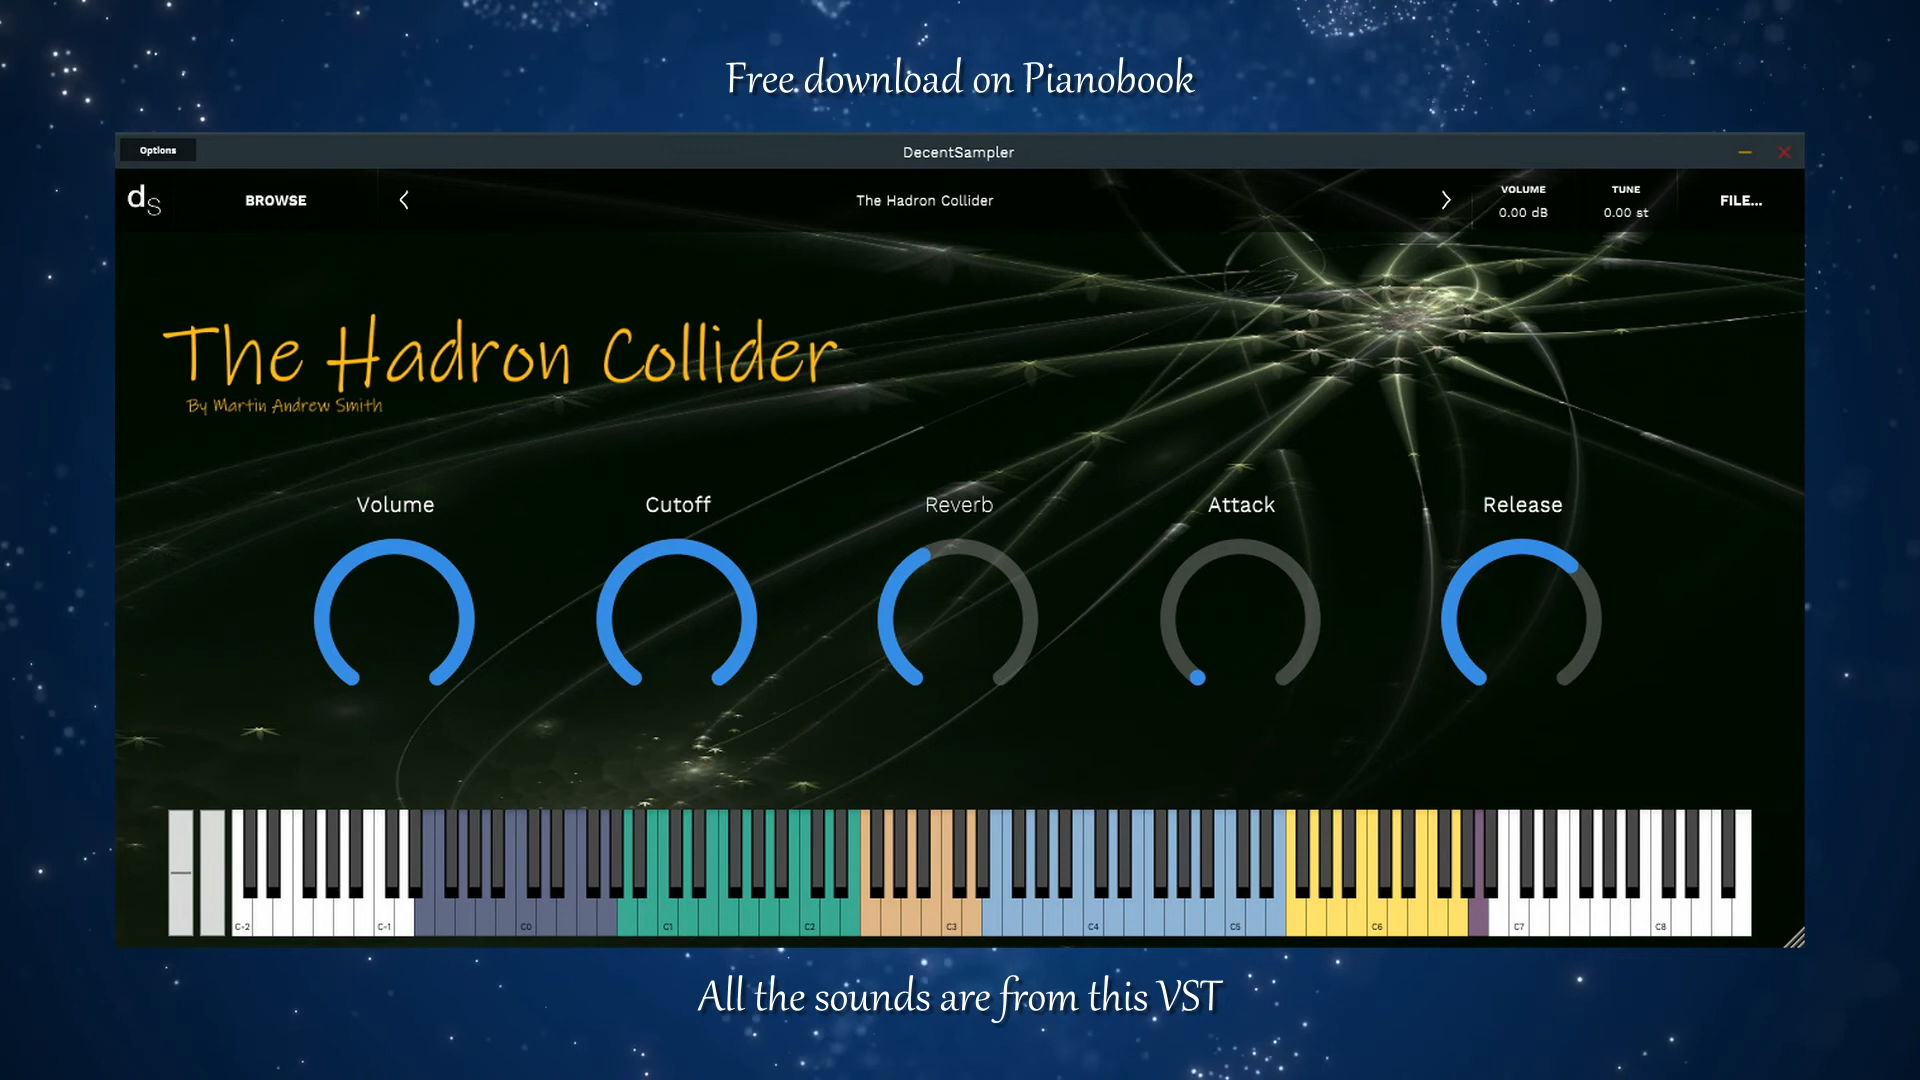 Free download on Pianobook
Options
DecentSampler
ds
BROWSE
The Hadron Collider
VOLUME
0.00 dB
TUNE
0.00 st
FILE...
The Hadron Collider
By Martin Andrew Smith
Volume
Cutoff
Reverb
Attack
Release
C-2
C-1
C0
C1
C2
C3
C4
C5
C6
C7
C8
All the sounds are from this VST